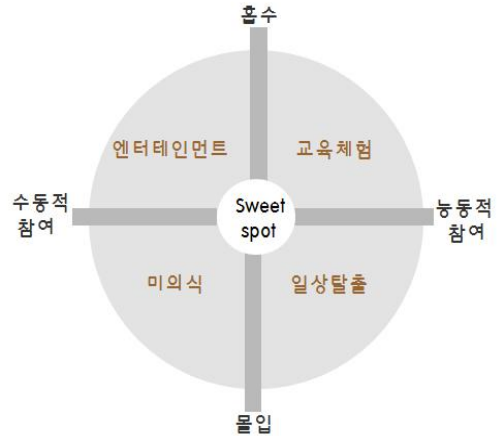 흡수
엔터테인먼트
교육체험
수동적
참여
Sweet
spot
능동적
참여
미의식
일상탈출
몰입